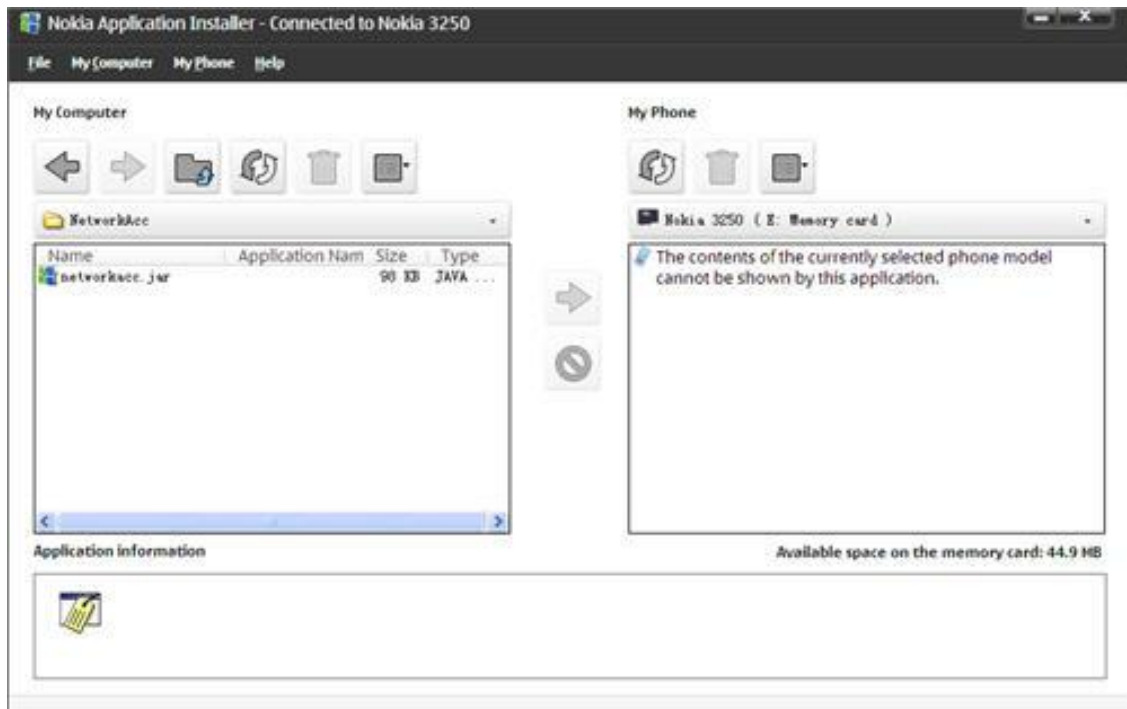 Nokia Application Installer - Connected to Nokia 3250
File My Computer My Phone Help
My Computer
My Phone
NetworkAcc
Nokia 3250 ( E: Memory card )
Name Application Nam Size Type
networkacc.jar 98 KB JAVA ...
The contents of the currently selected phone model
cannot be shown by this application.
Application information
Available space on the memory card: 44.9 MB